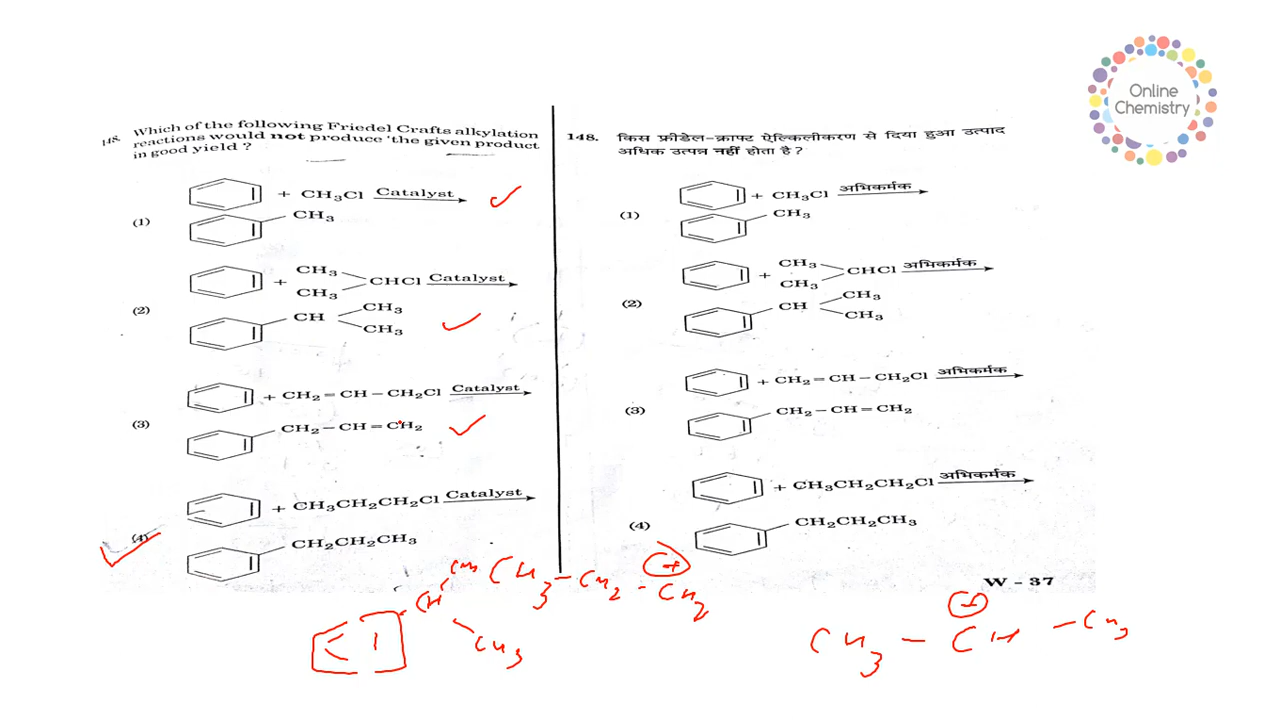 Online
Chemistry
148. Which of the following Friedel Crafts alkylation
reactions would not produce 'the given product
in good yield ?
+ CH3Cl Catalyst
(1) CH3
+ CH3 CH3 CHCl Catalyst
(2) CH CH3 CH3
+ CH2=CH-CH2Cl Catalyst
(3) CH2-CH=CH2
+ CH3CH2CH2Cl Catalyst
(4) CH2CH2CH3
148. किस फ्रीडेल-क्राफ्ट ऐल्किलीकरण से दिया हुआ उत्पाद
अधिक उत्पन्न नहीं होता है ?
+ CH3Cl अभिकर्मक
(1) CH3
+ CH3 CH3 CHCl अभिकर्मक
(2) CH CH3 CH3
+ CH2=CH-CH2Cl अभिकर्मक
(3) CH2-CH=CH2
+ CH3CH2CH2Cl अभिकर्मक
(4) CH2CH2CH3
W - 37
CH3 - CH2 - CH2 +
CH CH3 CH3
CH3 - CH + - CH3